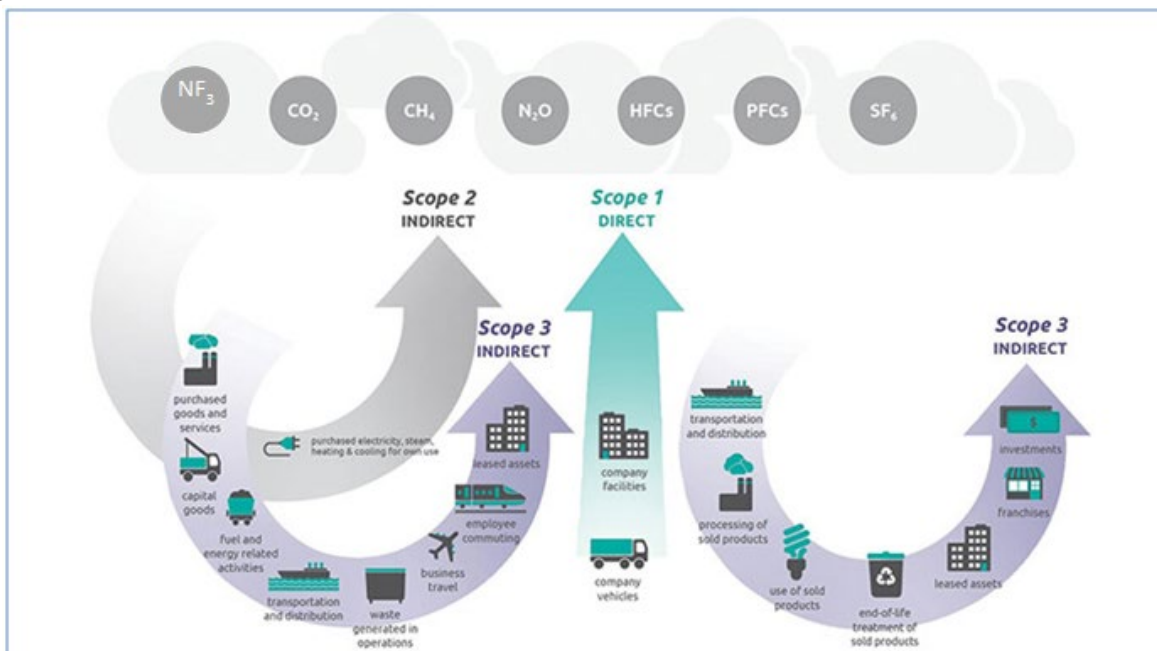 NF₃
CO₂
CH₄
N₂O
HFCs
PFCs
SF₆
Scope 2
INDIRECT
Scope 1
DIRECT
Scope 3
INDIRECT
Scope 3
INDIRECT
purchased
goods and
services
capital
goods
fuel and
energy related
activities
transportation
and distribution
waste
generated in
operations
business
travel
employee
commuting
leased assets
purchased electricity, steam,
heating & cooling for own use
company
facilities
company
vehicles
transportation
and distribution
processing of
sold products
use of sold
products
end-of-life
treatment of
sold products
leased assets
franchises
investments
$